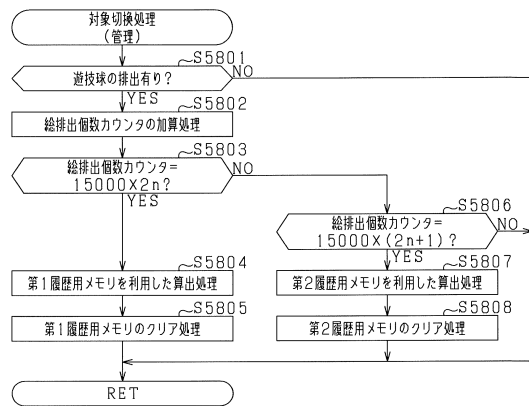 対象切換処理
(管理)
S5801
遊技球の排出有り?
NO
YES
S5802
総排出個数カウンタの加算処理
S5803
総排出個数カウンタ=
15000×2n?
NO
YES
S5806
総排出個数カウンタ=
15000×(2n+1)?
NO
YES
S5804
第1履歴用メモリを利用した算出処理
S5807
第2履歴用メモリを利用した算出処理
S5805
第1履歴用メモリのクリア処理
S5808
第2履歴用メモリのクリア処理
RET